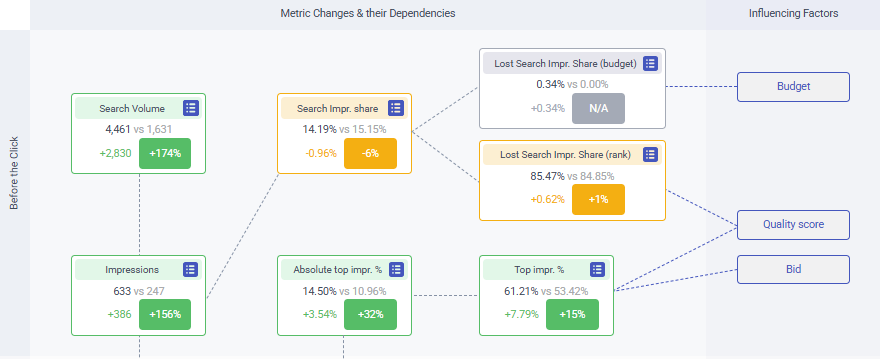 Metric Changes & their Dependencies
Influencing Factors
Before the Click
Search Volume
4,461 vs 1,631
+2,830 +174%
Search Impr. share
14.19% vs 15.15%
-0.96% -6%
Lost Search Impr. Share (budget)
0.34% vs 0.00%
+0.34% N/A
Budget
Lost Search Impr. Share (rank)
85.47% vs 84.85%
+0.62% +1%
Quality score
Impressions
633 vs 247
+386 +156%
Absolute top impr. %
14.50% vs 10.96%
+3.54% +32%
Top impr. %
61.21% vs 53.42%
+7.79% +15%
Bid